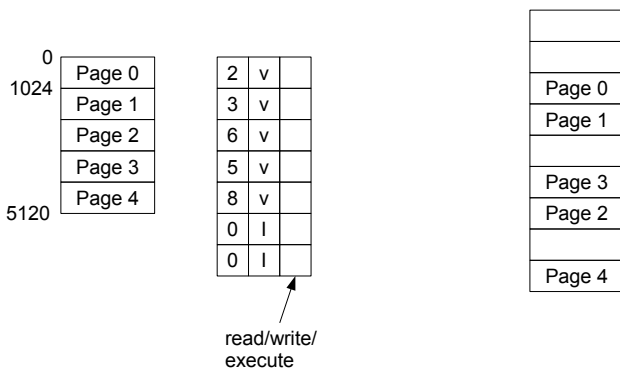 0
Page 0
1024
Page 1
Page 2
Page 3
Page 4
5120
2 v
3 v
6 v
5 v
8 v
0 I
0 I
read/write/
execute
Page 0
Page 1
Page 3
Page 2
Page 4